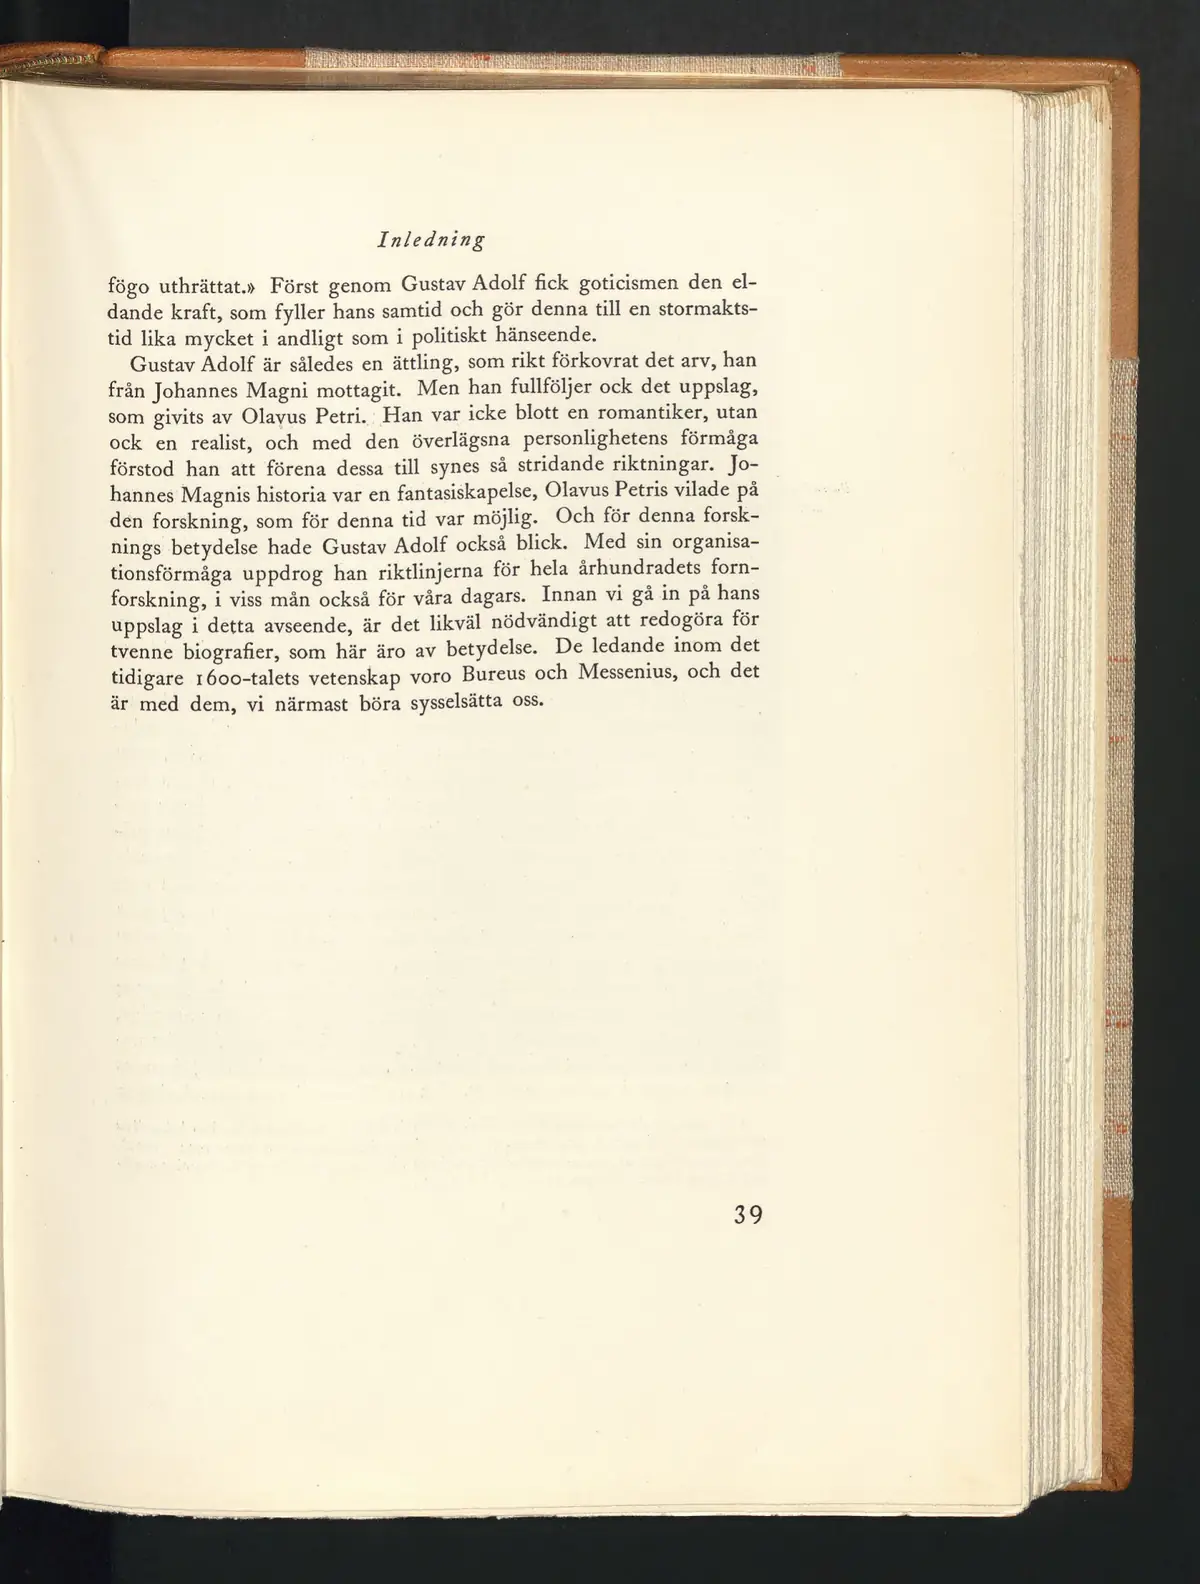 Inledning
fögo uthrättat.» Först genom Gustav Adolf fick goticismen den el-
dande kraft, som fyller hans samtid och gör denna till en stormakts-
tid lika mycket i andligt som i politiskt hänseende.
Gustav Adolf är således en ättling, som rikt förkovrat det arv, han
från Johannes Magni mottagit. Men han fullföljer ock det uppslag,
som givits av Olavus Petri. Han var icke blott en romantiker, utan
ock en realist, och med den överlägsna personlighetens förmåga
förstod han att förena dessa till synes så stridande riktningar. Jo-
hannes Magnis historia var en fantasiskapelse, Olavus Petris vilade på
den forskning, som för denna tid var möjlig. Och för denna forsk-
nings betydelse hade Gustav Adolf också blick. Med sin organisa-
tionsförmåga uppdrog han riktlinjerna för hela århundradets forn-
forskning, i viss mån också för våra dagars. Innan vi gå in på hans
uppslag i detta avseende, är det likväl nödvändigt att redogöra för
tvenne biografier, som här äro av betydelse. De ledande inom det
tidigare 1600-talets vetenskap voro Bureus och Messenius, och det
är med dem, vi närmast böra sysselsätta oss.
39